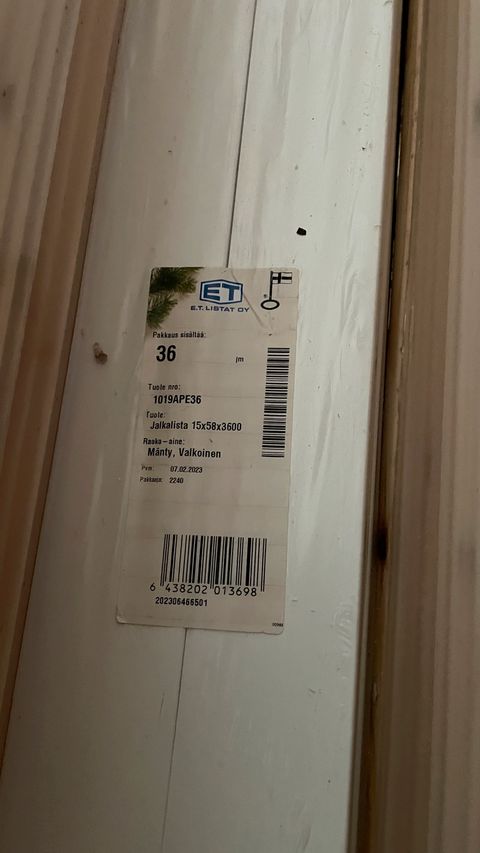 ET
E.T. LISTAT OY
Pakkaus sisältää:
36 jm
Tuote nro:
1019APE36
Tuote:
Jalkalista 15x58x3600
Raaka-aine:
Mänty, Valkoinen
Pvm: 07.02.2023
Pakkaaja: 2240
6 438202 013698
202306466501